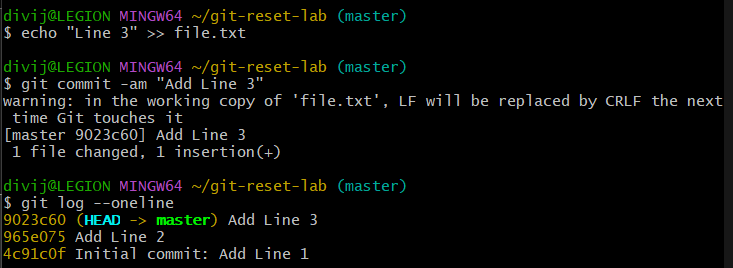 divij@LEGION MINGW64 ~/git-reset-lab (master)
$ echo "Line 3" >> file.txt
divij@LEGION MINGW64 ~/git-reset-lab (master)
$ git commit -am "Add Line 3"
warning: in the working copy of 'file.txt', LF will be replaced by CRLF the next
 time Git touches it
[master 9023c60] Add Line 3
 1 file changed, 1 insertion(+)
divij@LEGION MINGW64 ~/git-reset-lab (master)
$ git log --oneline
9023c60 (HEAD -> master) Add Line 3
965e075 Add Line 2
4c91c0f Initial commit: Add Line 1